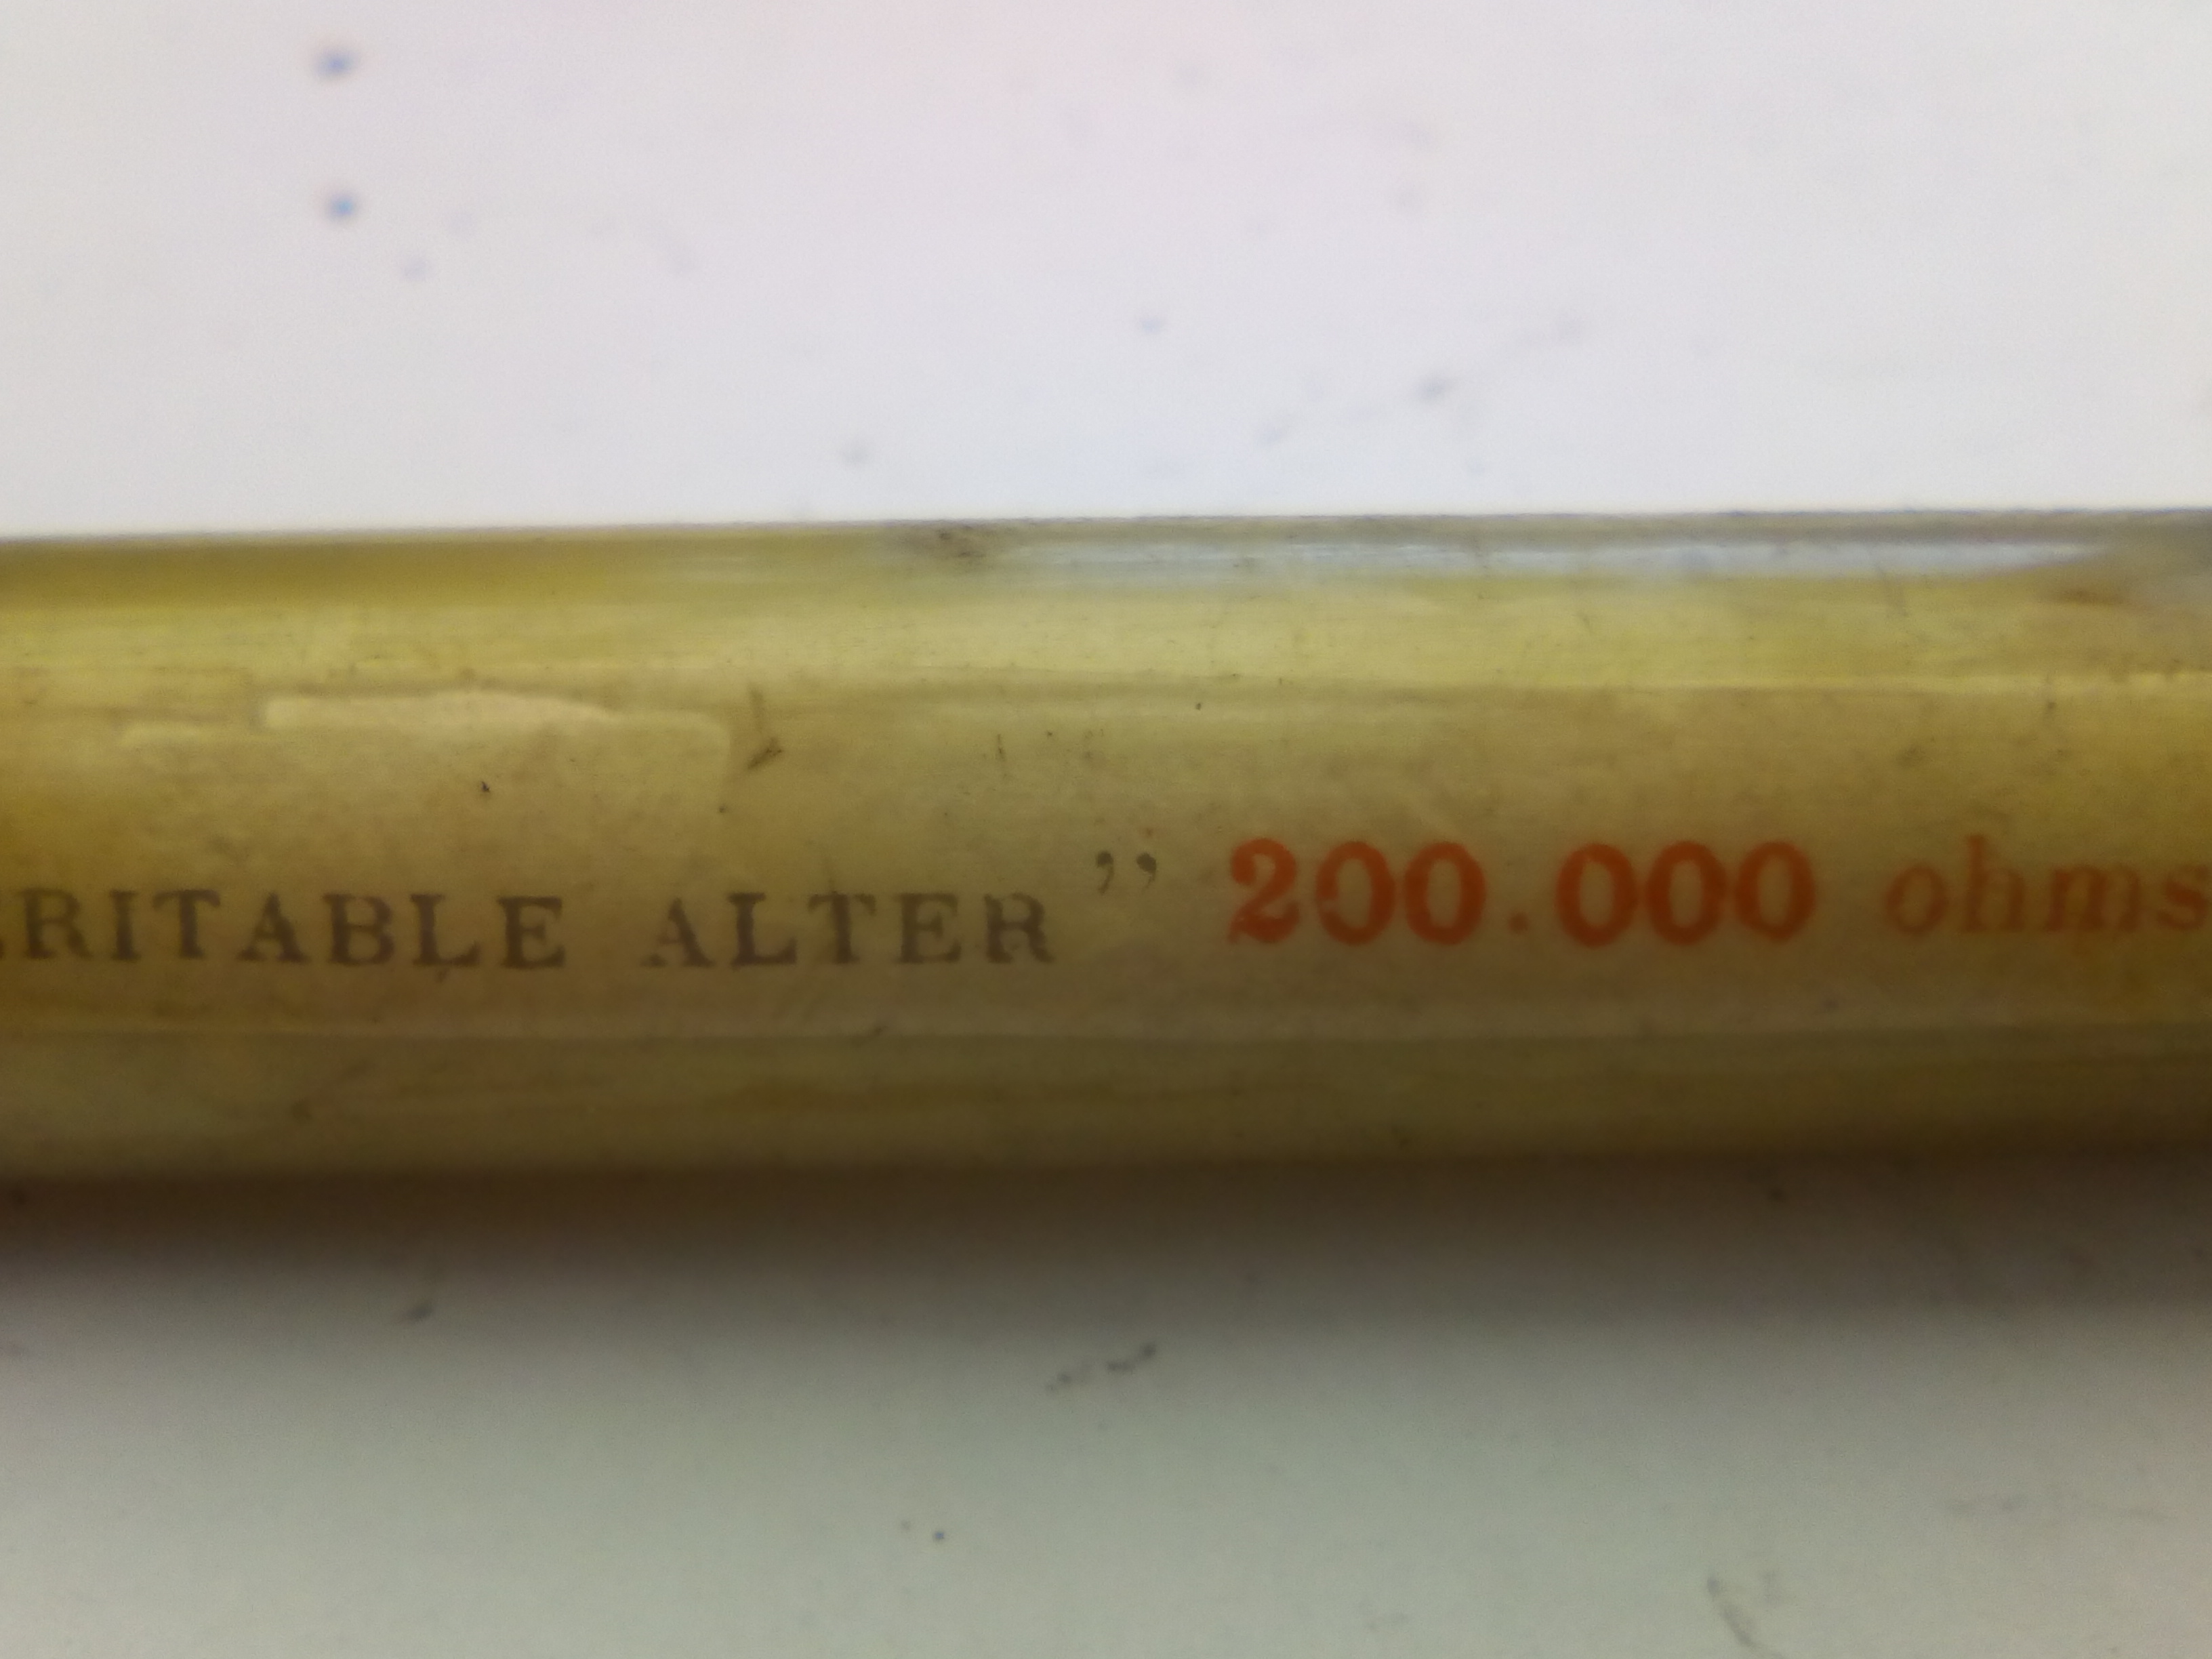 RITABLE ALTER” 200.000 ohms